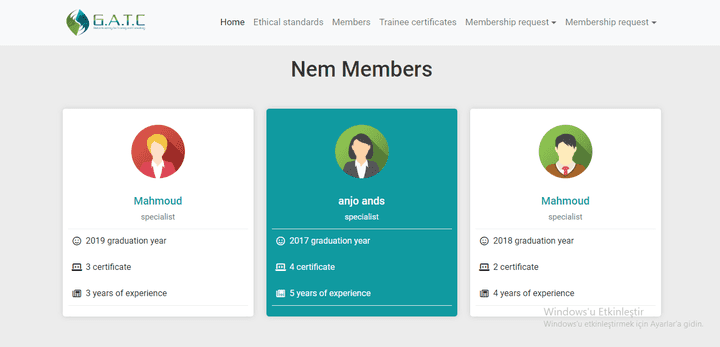 G.A.T.C
Home Ethical standards Members Trainee certificates Membership request Membership request
Nem Members
Mahmoud
specialist
2019 graduation year
3 certificate
3 years of experience
anjo ands
specialist
2017 graduation year
4 certificate
5 years of experience
Mahmoud
specialist
2018 graduation year
2 certificate
4 years of experience
Windows'u Etkinleştir
Windows'u etkinleştirmek için Ayarlar'a gidin.